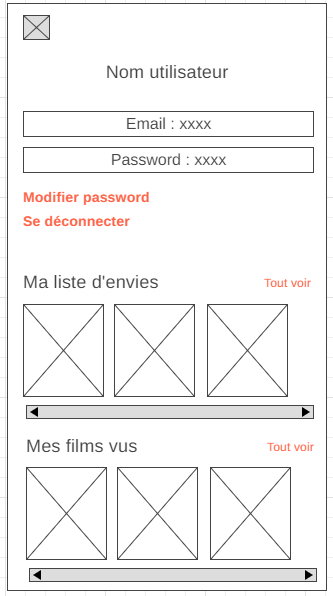 Nom utilisateur
Email : xxxx
Password : xxxx
Modifier password
Se déconnecter
Ma liste d'envies
Tout voir
Mes films vus
Tout voir